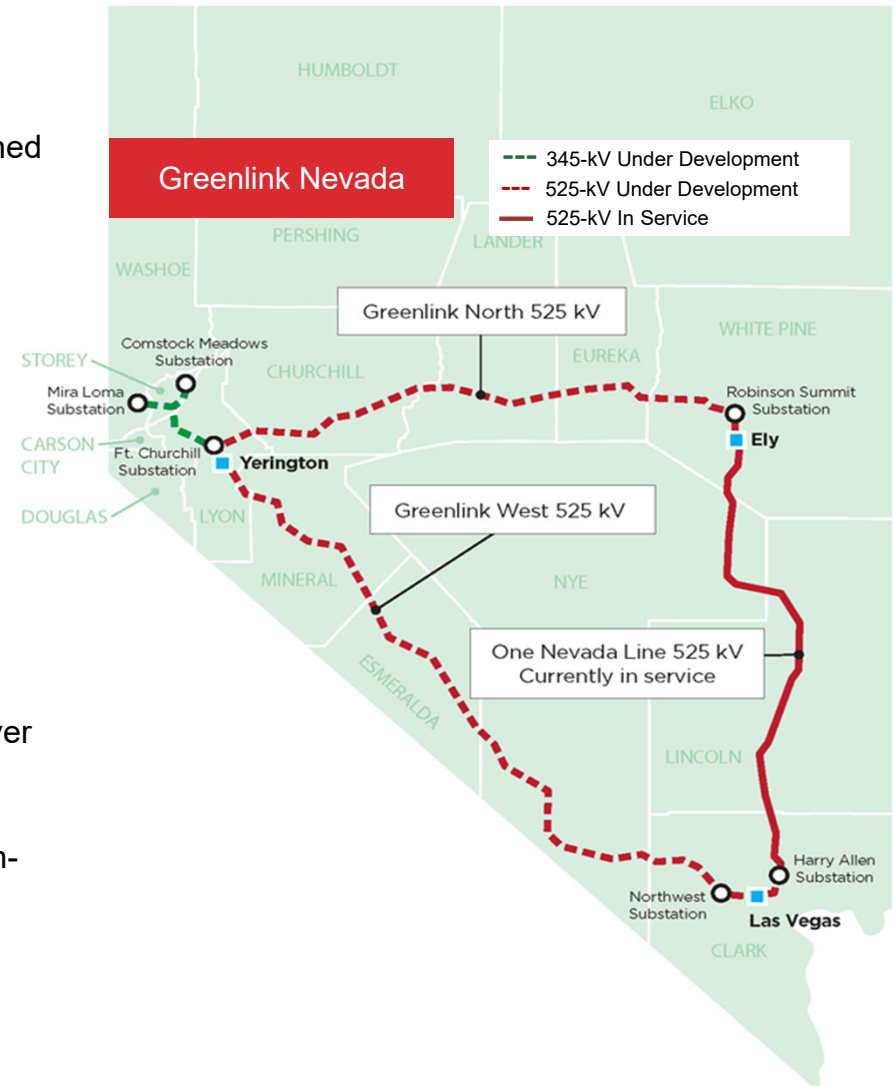 HUMBOLDT
ELKO
ned
Greenlink Nevada
345-kV Under Development
525-kV Under Development
525-kV In Service
PERSHING
LANDER
WASHOE
Greenlink North 525 kV
WHITE PINE
Comstock Meadows
Substation
STOREY
CHURCHILL
EUREKA
Mira Loma
Substation
Robinson Summit
Substation
CARSON
CITY
Ft. Churchill
Substation
Yerington
Ely
DOUGLAS
LYON
Greenlink West 525 kV
MINERAL
NYE
One Nevada Line 525 kV
Currently in service
ESMERALDA
ver
LINCOLN
n-
Harry Allen
Substation
Northwest
Substation
Las Vegas
CLARK